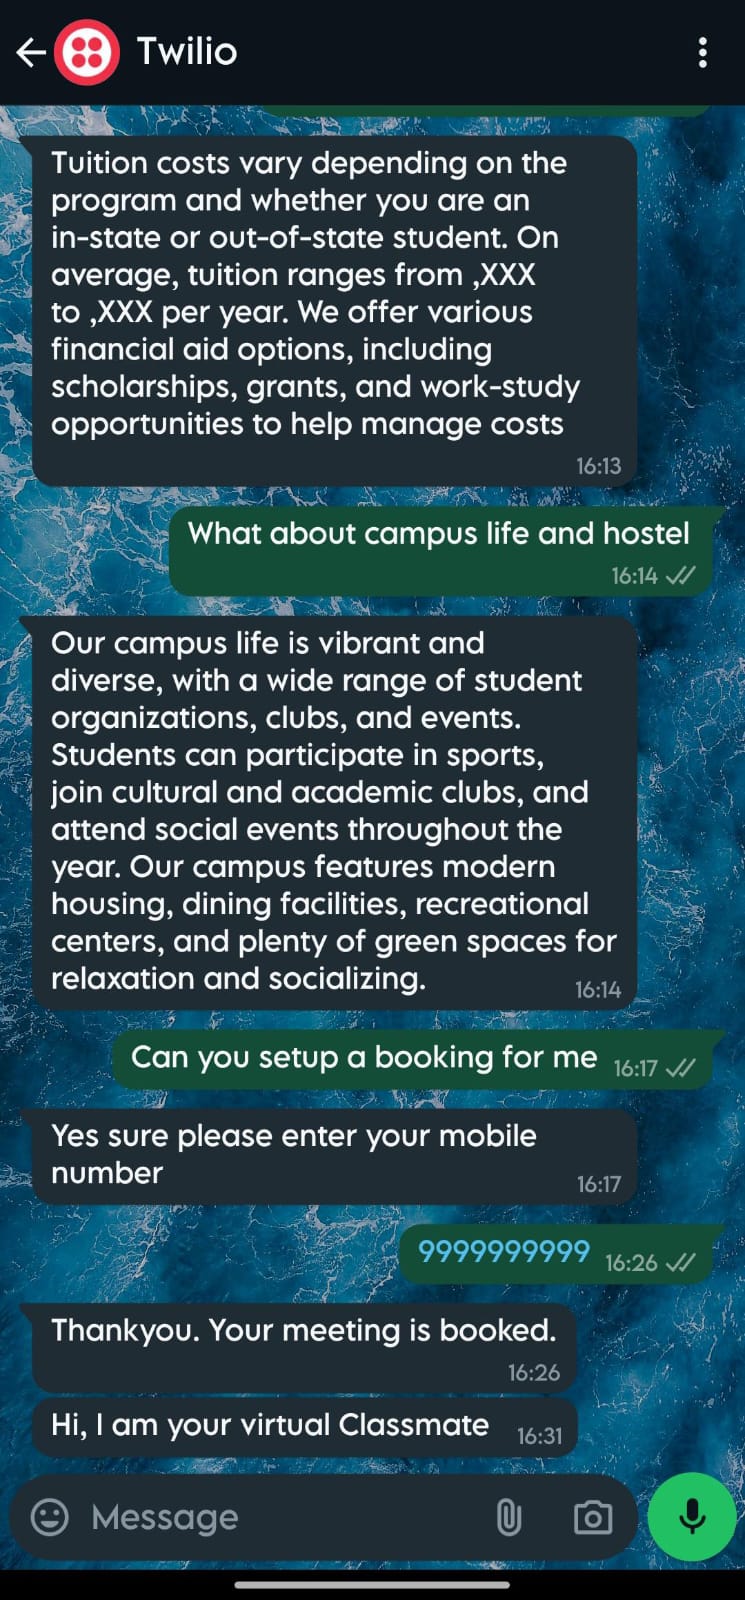 Twilio
Tuition costs vary depending on the
program and whether you are an
in-state or out-of-state student. On
average, tuition ranges from ,XXX
to ,XXX per year. We offer various
financial aid options, including
scholarships, grants, and work-study
opportunities to help manage costs
16:13
What about campus life and hostel
16:14
Our campus life is vibrant and
diverse, with a wide range of student
organizations, clubs, and events.
Students can participate in sports,
join cultural and academic clubs, and
attend social events throughout the
year. Our campus features modern
housing, dining facilities, recreational
centers, and plenty of green spaces for
relaxation and socializing.
16:14
Can you setup a booking for me 16:17
Yes sure please enter your mobile
number
16:17
9999999999 16:26
Thankyou. Your meeting is booked.
16:26
Hi, I am your virtual Classmate 16:31
Message